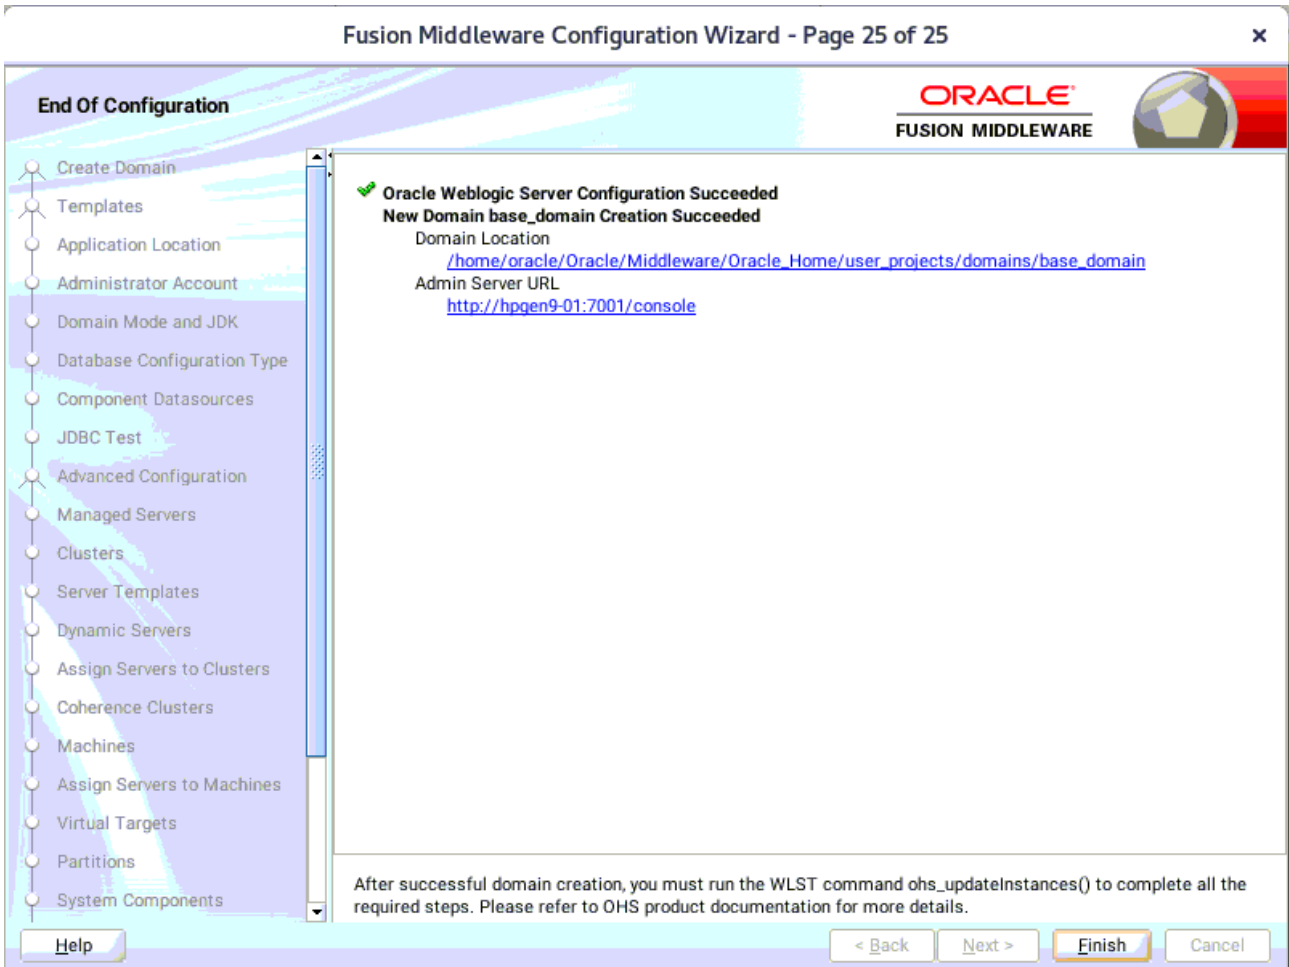 Fusion Middleware Configuration Wizard - Page 25 of 25
×
End Of Configuration
ORACLE
FUSION MIDDLEWARE
Create Domain
Templates
Application Location
Administrator Account
Domain Mode and JDK
Database Configuration Type
Component Datasources
JDBC Test
Advanced Configuration
Managed Servers
Clusters
Server Templates
Dynamic Servers
Assign Servers to Clusters
Coherence Clusters
Machines
Assign Servers to Machines
Virtual Targets
Partitions
System Components
Oracle Weblogic Server Configuration Succeeded
New Domain base_domain Creation Succeeded
Domain Location
/home/oracle/Oracle/Middleware/Oracle_Home/user_projects/domains/base_domain
Admin Server URL
http://hpgen9-01:7001/console
After successful domain creation, you must run the WLST command ohs_updateInstances() to complete all the
required steps. Please refer to OHS product documentation for more details.
Help
< Back
Next >
Finish
Cancel